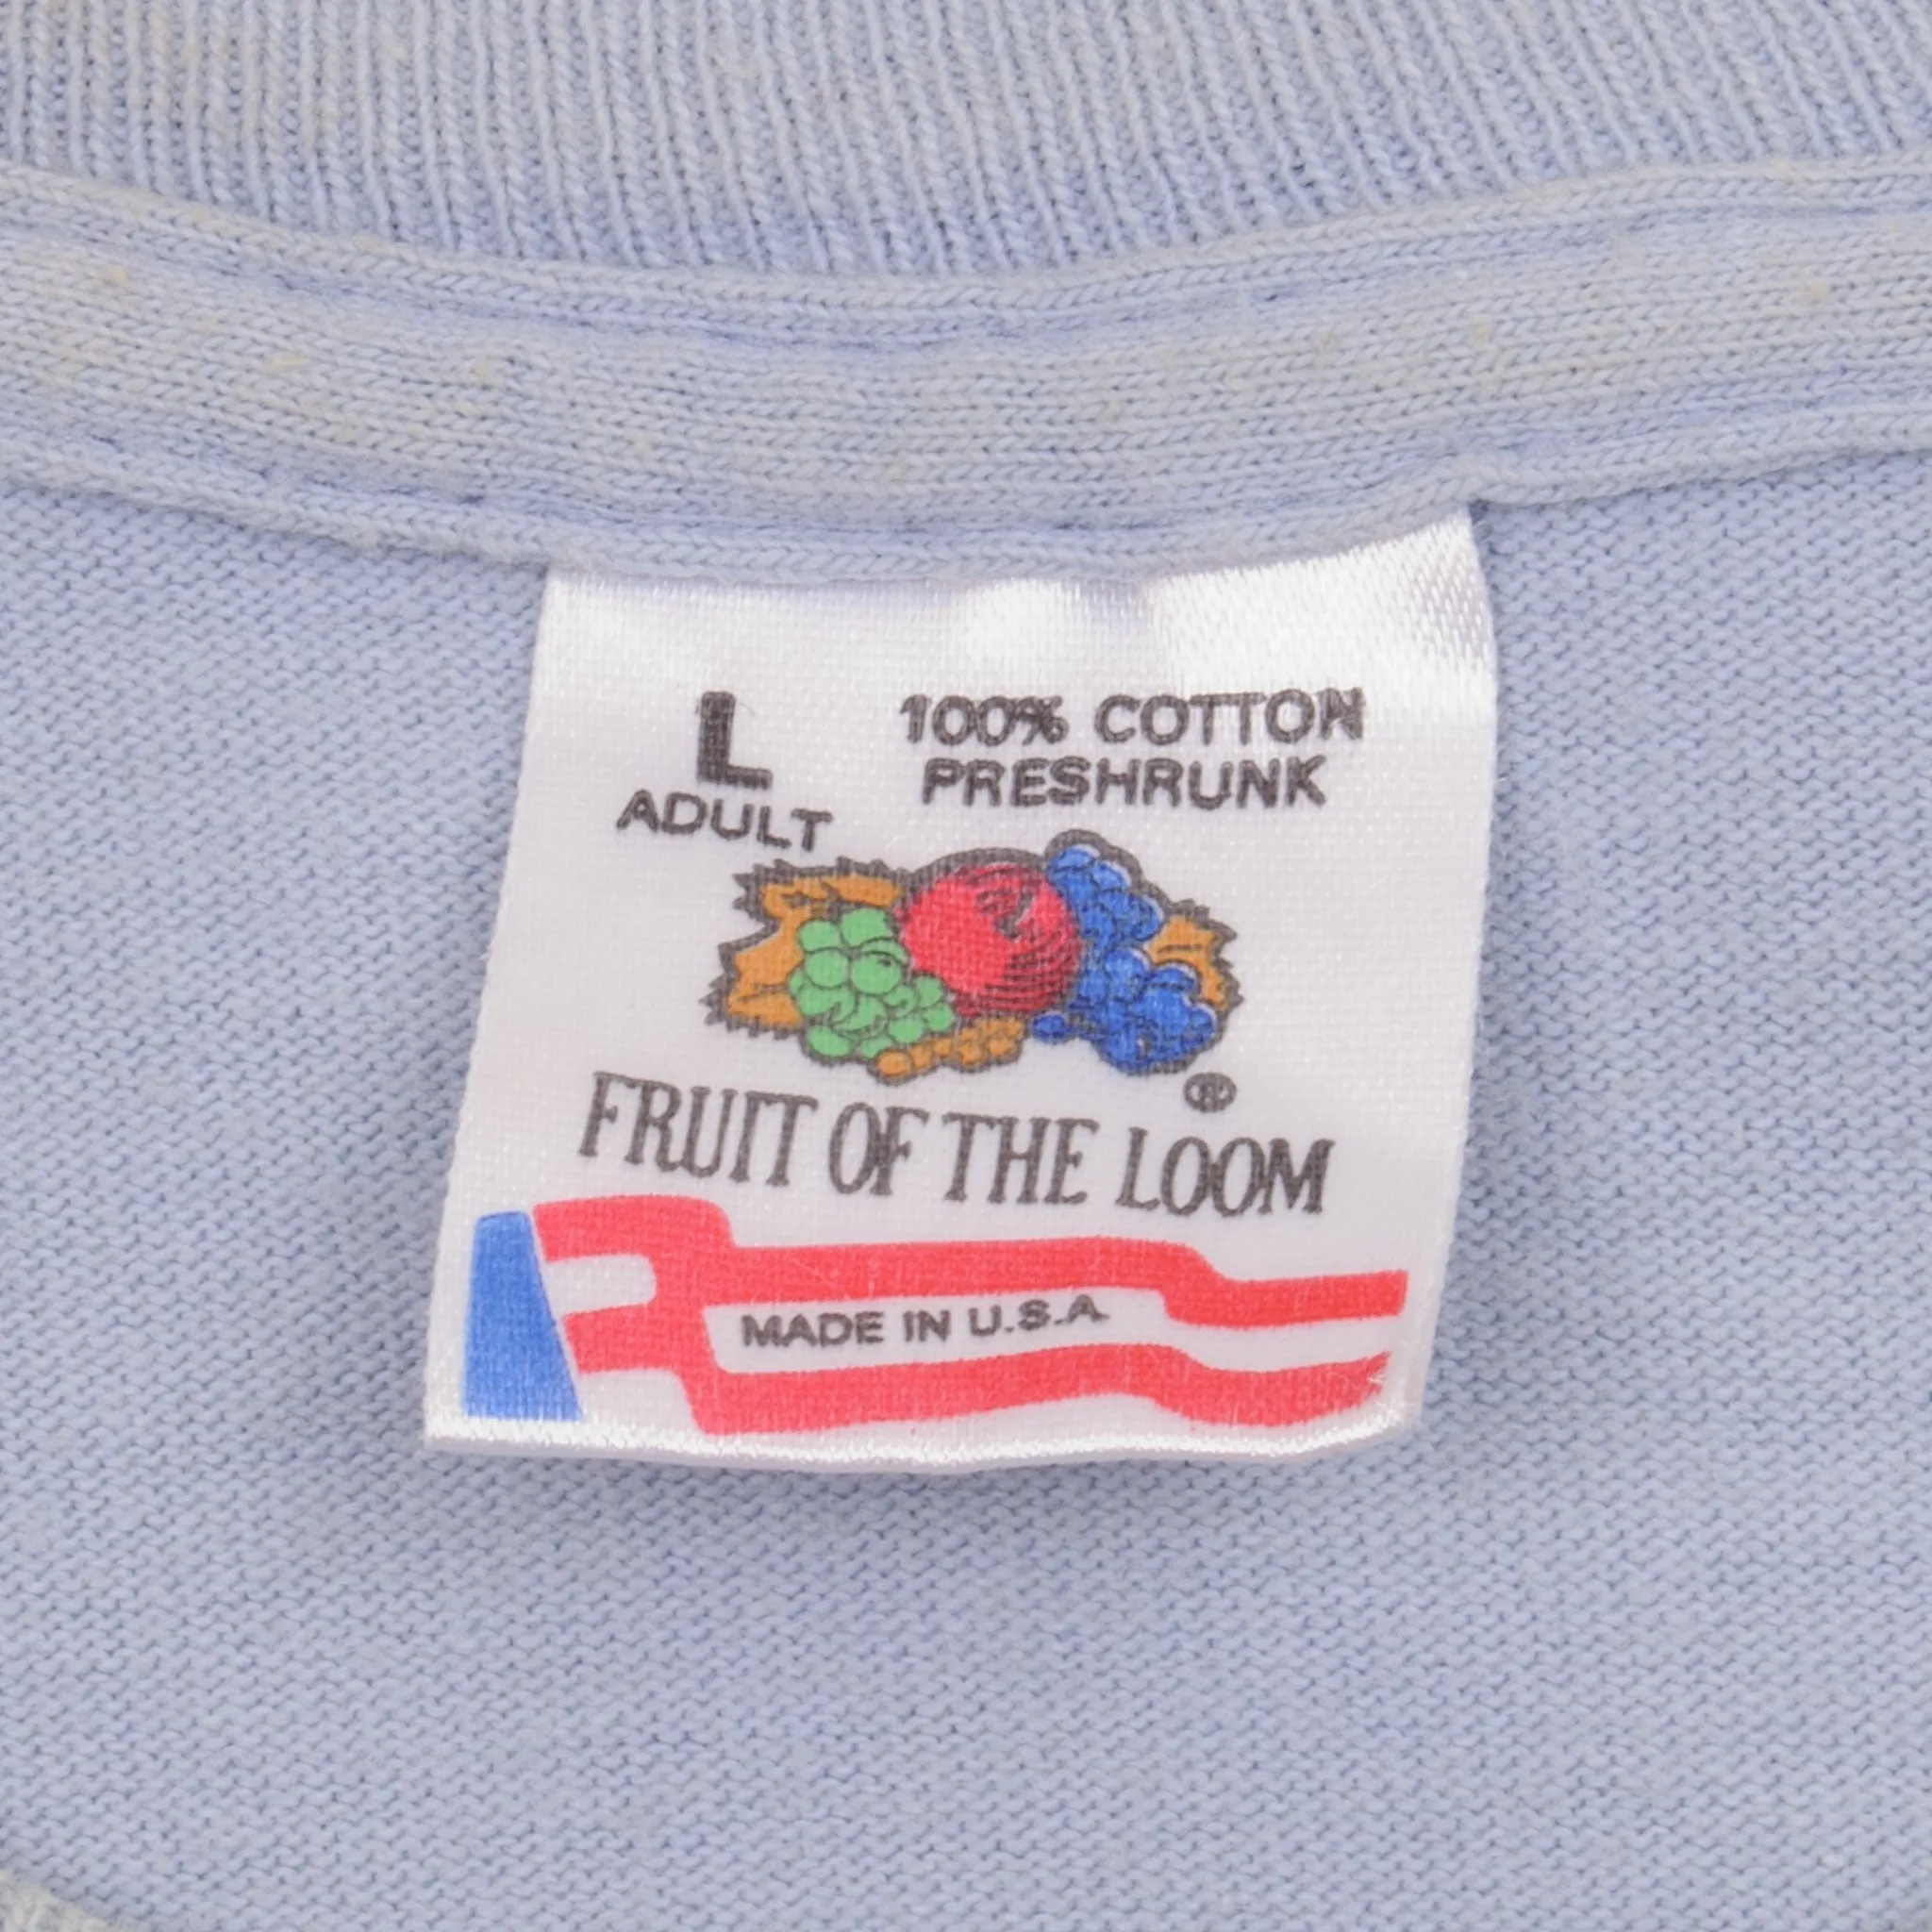 L
ADULT
100% COTTON
PRESHRUNK
®
FRUIT OF THE LOOM
MADE IN U.S.A.